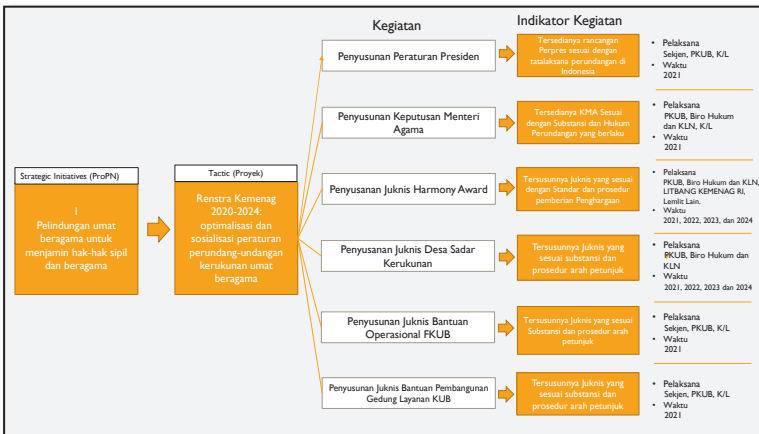 Kegiatan
Indikator Kegiatan
Strategic Initiatives (ProPN)
1
Pelindungan umat
beragama untuk
menjamin hak-hak sipil
dan beragama
Tactic (Proyek)
Renstra Kemenag
2020-2024:
optimalisasi dan
sosialisasi peraturan
perundang-undangan
kerukunan umat
beragama
Penyusunan Peraturan Presiden
Tersedianya rancangan
Perpres sesuai dengan
tatalaksana perundangan di
Indonesia
• Pelaksana
Sekjen, PKUB, K/L
• Waktu
2021
Penyusunan Keputusan Menteri
Agama
Tersedianya KMA Sesuai
dengan Substansi dan Hukum
Perundangan yang berlaku
• Pelaksana
PKUB, Biro Hukum
dan KLN, K/L
• Waktu
2021
Penyusanan Juknis Harmony Award
Tersusunnya Juknis yang sesuai
dengan Standar dan prosedur
pemberian Penghargaan
• Pelaksana
PKUB, Biro Hukum dan KLN,
LITBANG KEMENAG RI,
Lemlit Lain.
• Waktu
2021, 2022, 2023, dan 2024
Penyusanan Juknis Desa Sadar
Kerukunan
Tersusunnya Juknis yang
sesuai substansi dan
prosedur arah petunjuk
• Pelaksana
PKUB, Biro Hukum dan
KLN
• Waktu
2021, 2022, 2023 dan 2024
Penyusunan Juknis Bantuan
Operasional FKUB
Tersusunnya Juknis yang sesuai
Substansi dan prosedur arah
petunjuk
• Pelaksana
Sekjen, PKUB, K/L
• Waktu
2021
Penyusunan Juknis Bantuan Pembangunan
Gedung Layanan KUB
Tersusunnya Juknis yang
sesuai substansi dan
prosedur arah petunjuk
• Pelaksana
Sekjen, PKUB, K/L
• Waktu
2021